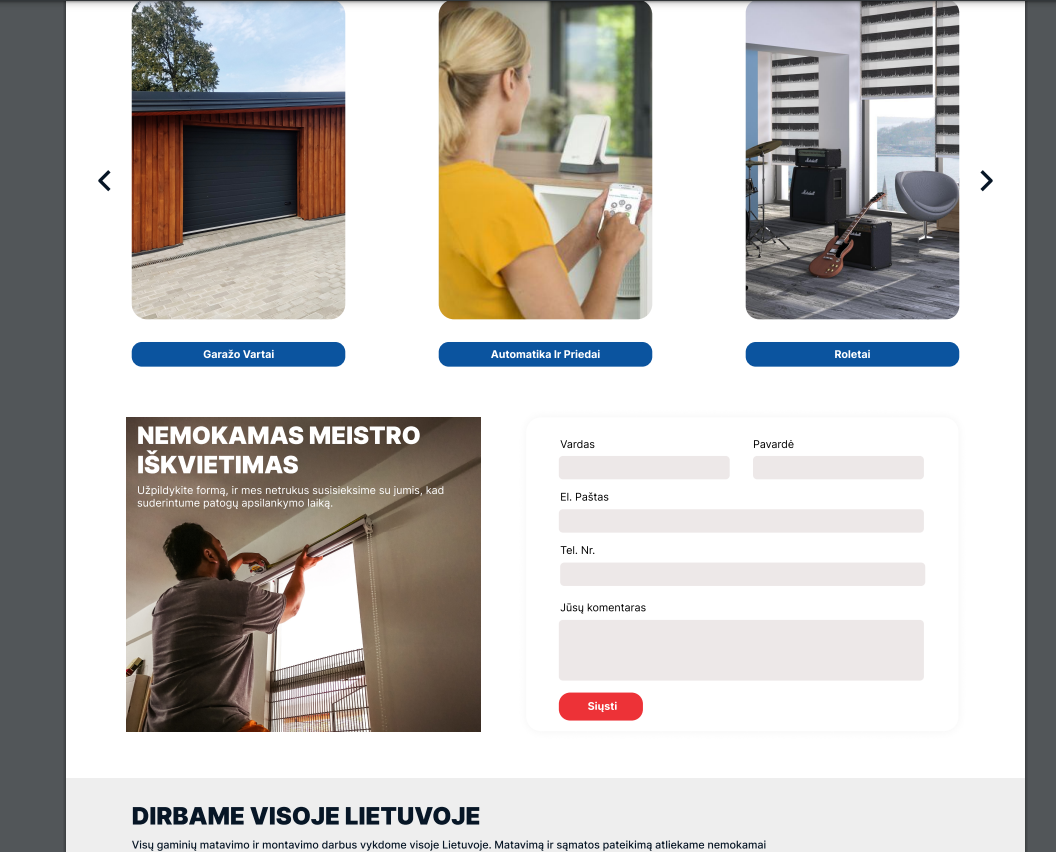 Marshall
Marshall
Garažo Vartai
Automatika Ir Priedai
Roletai
NEMOKAMAS MEISTRO
IŠKVIETIMAS
Užpildykite formą, ir mes netrukus susisieksime su jumis, kad
suderintume patogų apsilankymo laiką.
Vardas
Pavardė
El. Paštas
Tel. Nr.
Jūsų komentaras
Siųsti
DIRBAME VISOJE LIETUVOJE
Visų gaminių matavimo ir montavimo darbus vykdome visoje Lietuvoje. Matavimą ir sąmatos pateikimą atliekame nemokamai